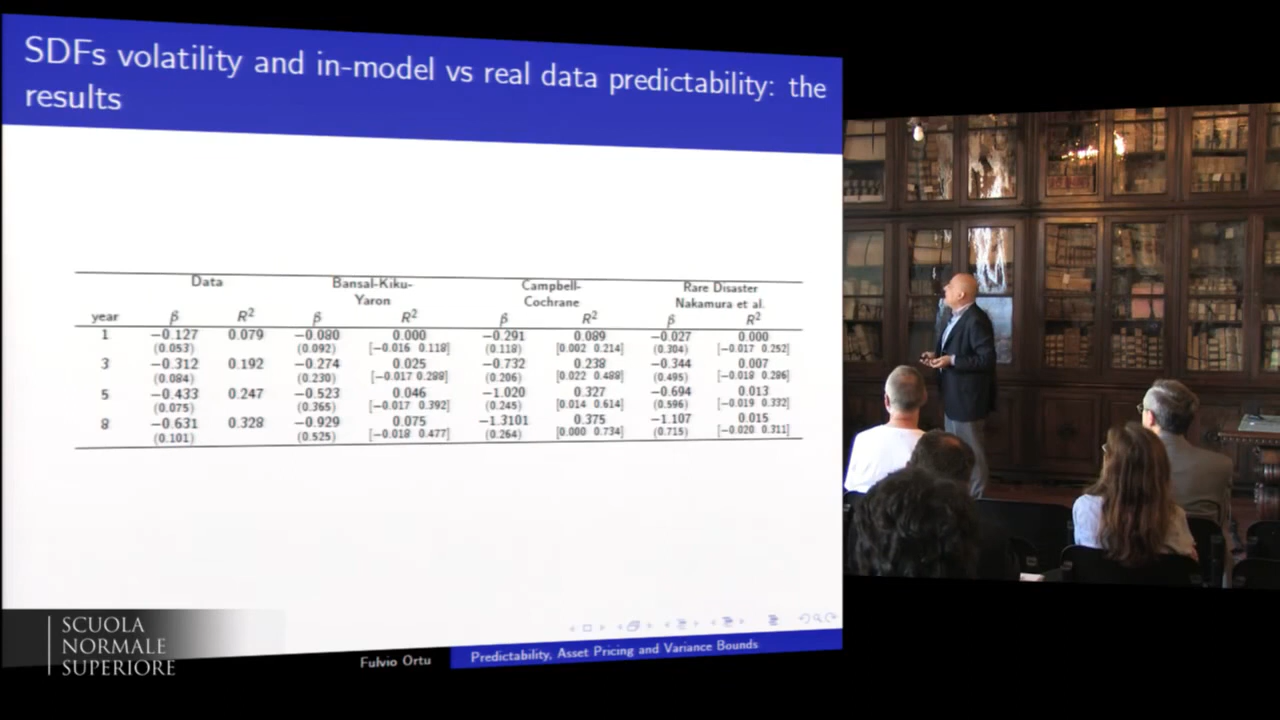 SDFs volatility and in-model vs real data predictability: the
results
Data Bansal-Kiku- Campbell- Rare Disaster
Yaron Cochrane Nakamura et al.
year β R² β R² β R² β R²
1 −0.127 0.079 −0.080 0.000 −0.291 0.089 −0.027 0.000
(0.053) (0.092) [−0.016 0.118] (0.118) [0.002 0.214] (0.304) [−0.017 0.252]
3 −0.312 0.192 −0.274 0.025 −0.732 0.238 −0.344 0.007
(0.084) (0.230) [−0.017 0.288] (0.206) [0.022 0.488] (0.495) [−0.018 0.286]
5 −0.433 0.247 −0.523 0.046 −1.020 0.327 −0.694 0.013
(0.075) (0.365) [−0.017 0.392] (0.245) [0.014 0.614] (0.596) [−0.019 0.332]
8 −0.631 0.328 −0.929 0.075 −1.3101 0.375 −1.107 0.015
(0.101) (0.525) [−0.018 0.477] (0.264) [0.000 0.734] (0.715) [−0.020 0.311]
Fulvio Ortu Predictability, Asset Pricing and Variance Bounds
SCUOLA
NORMALE
SUPERIORE